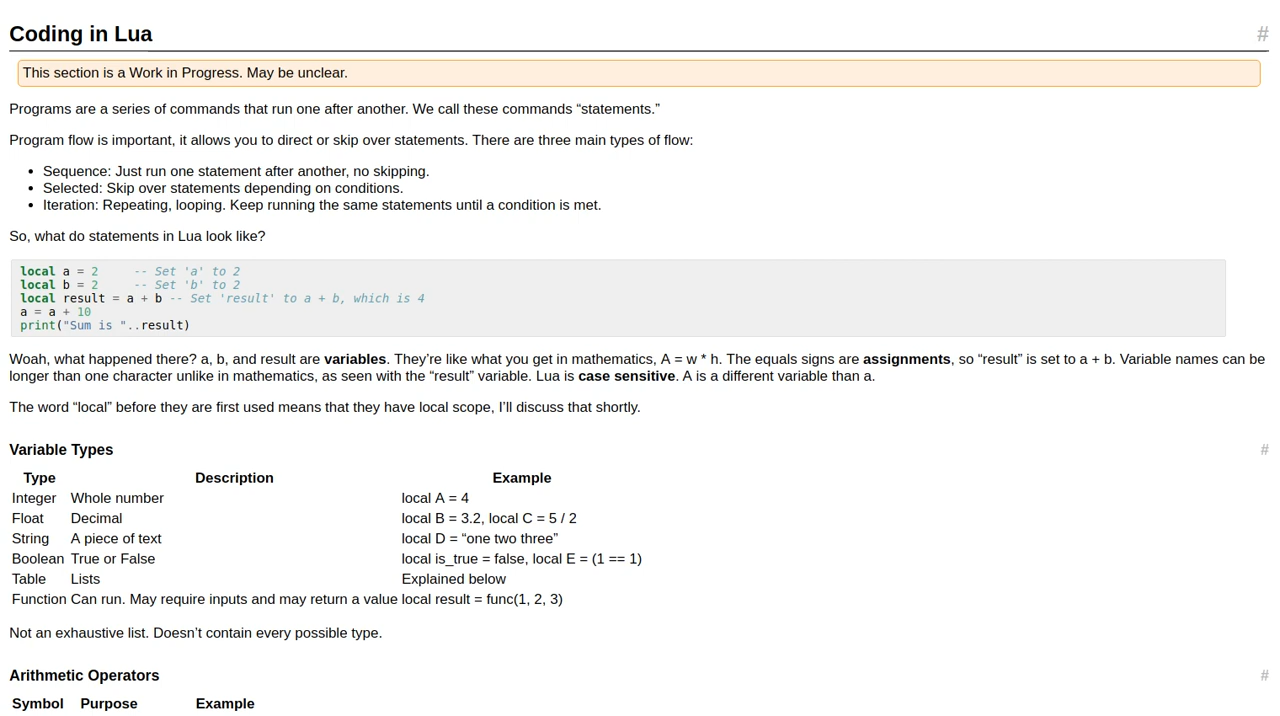 Coding in Lua #
This section is a Work in Progress. May be unclear.
Programs are a series of commands that run one after another. We call these commands “statements.”
Program flow is important, it allows you to direct or skip over statements. There are three main types of flow:
• Sequence: Just run one statement after another, no skipping.
• Selected: Skip over statements depending on conditions.
• Iteration: Repeating, looping. Keep running the same statements until a condition is met.
So, what do statements in Lua look like?
local a = 2     -- Set 'a' to 2
local b = 2     -- Set 'b' to 2
local result = a + b -- Set 'result' to a + b, which is 4
a = a + 10
print("Sum is "..result)
Woah, what happened there? a, b, and result are variables. They’re like what you get in mathematics, A = w * h. The equals signs are assignments, so “result” is set to a + b. Variable names can be
longer than one character unlike in mathematics, as seen with the “result” variable. Lua is case sensitive. A is a different variable than a.
The word “local” before they are first used means that they have local scope, I’ll discuss that shortly.
Variable Types #
Type Description Example
Integer Whole number local A = 4
Float Decimal local B = 3.2, local C = 5 / 2
String A piece of text local D = “one two three”
Boolean True or False local is_true = false, local E = (1 == 1)
Table Lists Explained below
Function Can run. May require inputs and may return a value local result = func(1, 2, 3)
Not an exhaustive list. Doesn’t contain every possible type.
Arithmetic Operators #
Symbol Purpose Example